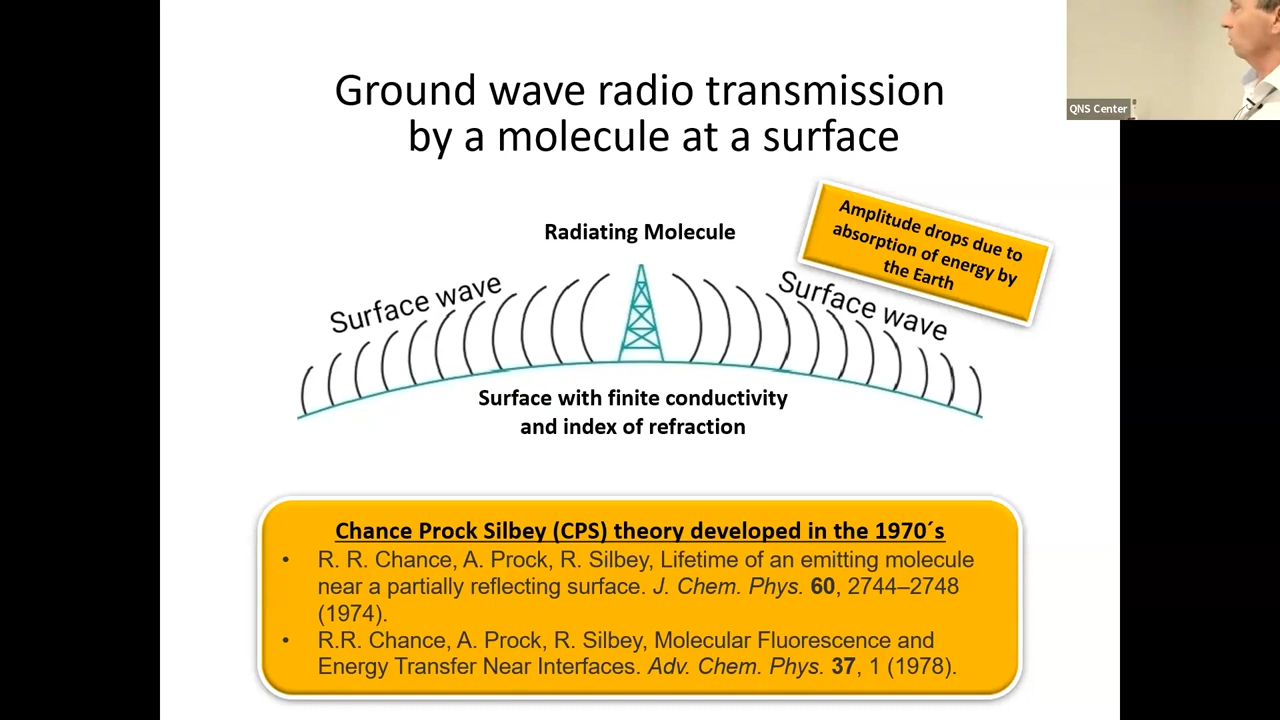 Ground wave radio transmission
by a molecule at a surface
QNS Center
Amplitude drops due to
absorption of energy by
the Earth
Radiating Molecule
Surface wave
Surface wave
Surface with finite conductivity
and index of refraction
Chance Prock Silbey (CPS) theory developed in the 1970´s
• R. R. Chance, A. Prock, R. Silbey, Lifetime of an emitting molecule
near a partially reflecting surface. J. Chem. Phys. 60, 2744–2748
(1974).
• R.R. Chance, A. Prock, R. Silbey, Molecular Fluorescence and
Energy Transfer Near Interfaces. Adv. Chem. Phys. 37, 1 (1978).